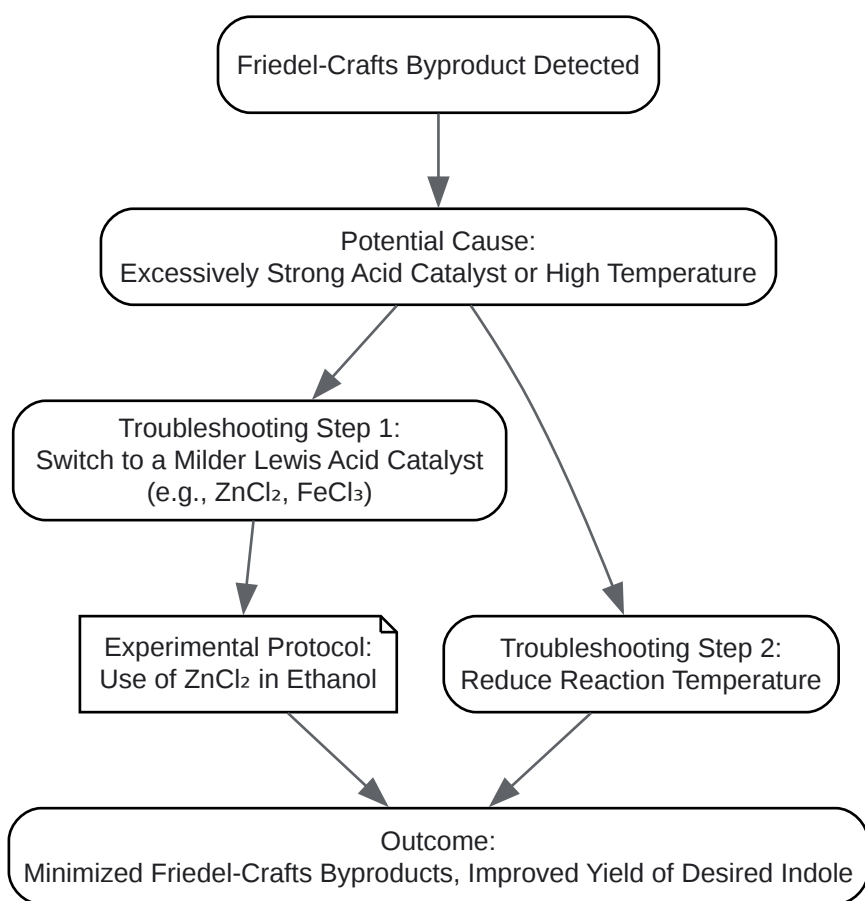 Friedel-Crafts Byproduct Detected
Potential Cause:
Excessively Strong Acid Catalyst or High Temperature
Troubleshooting Step 1:
Switch to a Milder Lewis Acid Catalyst
(e.g., ZnCl₂, FeCl₃)
Experimental Protocol:
Use of ZnCl₂ in Ethanol
Troubleshooting Step 2:
Reduce Reaction Temperature
Outcome:
Minimized Friedel-Crafts Byproducts, Improved Yield of Desired Indole